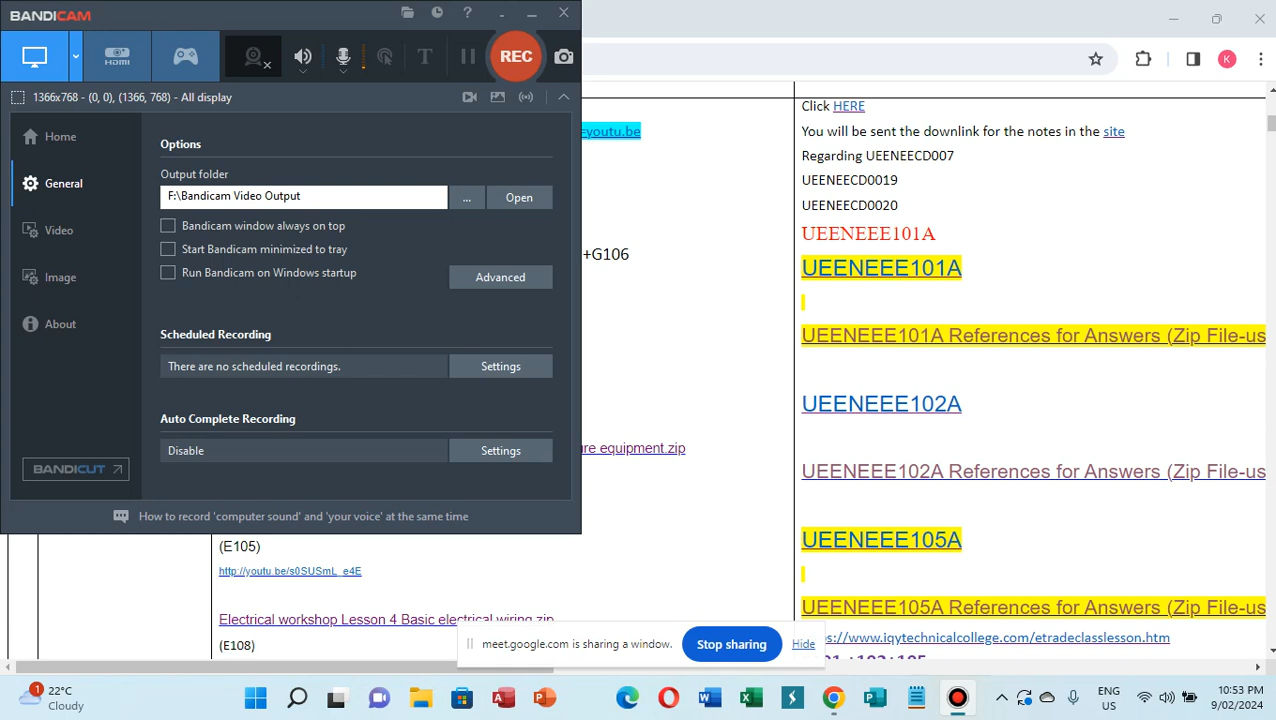 BANDICAM
HDMI
REC
1366x768 - (0, 0), (1366, 768) - All display
Home
General
Video
Image
About
BANDICUT
Options
Output folder
F:\Bandicam Video Output
...
Open
Bandicam window always on top
Start Bandicam minimized to tray
Run Bandicam on Windows startup
Advanced
Scheduled Recording
There are no scheduled recordings.
Settings
Auto Complete Recording
Disable
Settings
How to record 'computer sound' and 'your voice' at the same time
K
=youtu.be
+G106
ure equipment.zip
(E105)
http://youtu.be/s0SUSmL_e4E
Electrical workshop Lesson 4 Basic electrical wiring.zip
(E108)
Click HERE
You will be sent the downlink for the notes in the site
Regarding UEENEECD007
UEENEECD0019
UEENEECD0020
UEENEEE101A
UEENEEE101A
UEENEEE101A References for Answers (Zip File-us
UEENEEE102A
UEENEEE102A References for Answers (Zip File-us
UEENEEE105A
UEENEEE105A References for Answers (Zip File-us
s://www.iqytechnicalcollege.com/etradeclasslesson.htm
meet.google.com is sharing a window.
Stop sharing
Hide
1
22°C
Cloudy
ENG
US
10:53 PM
9/02/2024